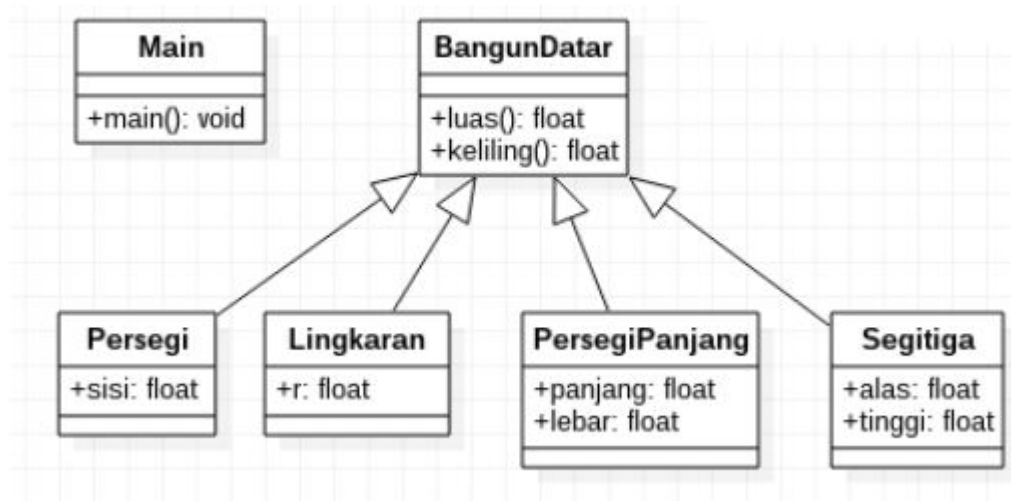 Main
+main(): void
BangunDatar
+luas(): float
+keliling(): float
Persegi
+sisi: float
Lingkaran
+r: float
PersegiPanjang
+panjang: float
+lebar: float
Segitiga
+alas: float
+tinggi: float